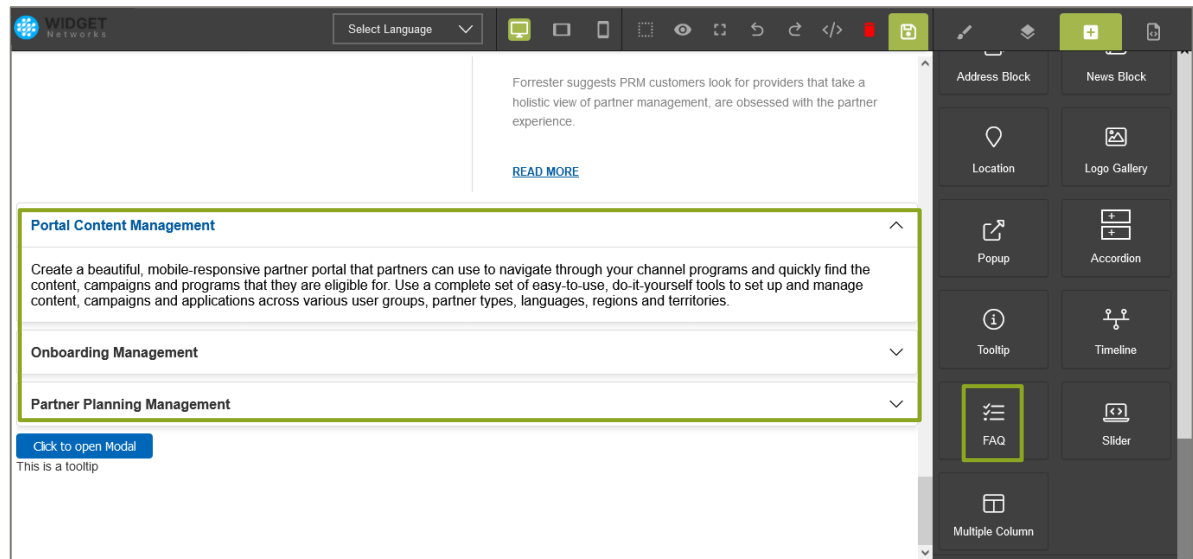 WIDGET
Networks
Select Language
</>
Forrester suggests PRM customers look for providers that take a
holistic view of partner management, are obsessed with the partner
experience.
READ MORE
Portal Content Management
Create a beautiful, mobile-responsive partner portal that partners can use to navigate through your channel programs and quickly find the
content, campaigns and programs that they are eligible for. Use a complete set of easy-to-use, do-it-yourself tools to set up and manage
content, campaigns and applications across various user groups, partner types, languages, regions and territories.
Onboarding Management
Partner Planning Management
Click to open Modal
This is a tooltip
Address Block
News Block
Location
Logo Gallery
Popup
Accordion
Tooltip
Timeline
FAQ
Slider
Multiple Column